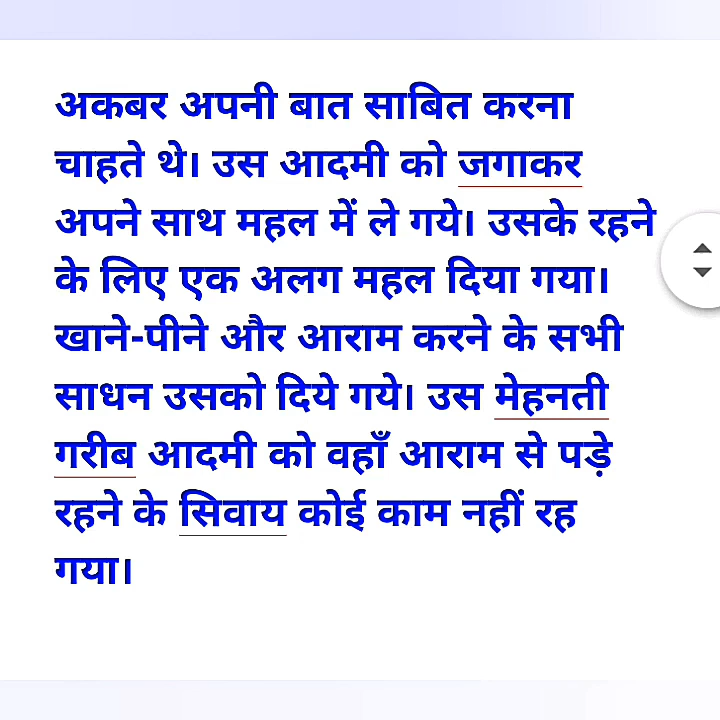 अकबर अपनी बात साबित करना
चाहते थे। उस आदमी को जगाकर
अपने साथ महल में ले गये। उसके रहने
के लिए एक अलग महल दिया गया।
खाने-पीने और आराम करने के सभी
साधन उसको दिये गये। उस मेहनती
गरीब आदमी को वहाँ आराम से पड़े
रहने के सिवाय कोई काम नहीं रह
गया।